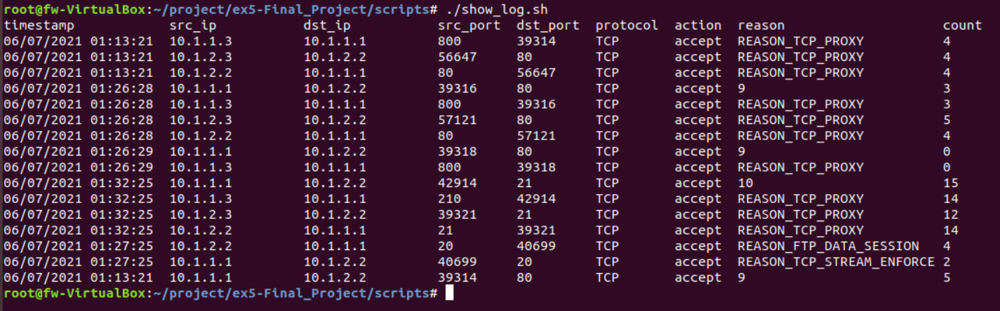 root@fw-VirtualBox:~/project/ex5-Final_Project/scripts# ./show_log.sh
timestamp src_ip dst_ip src_port dst_port protocol action reason count
06/07/2021 01:13:21 10.1.1.3 10.1.1.1 800 39314 TCP accept REASON_TCP_PROXY 4
06/07/2021 01:13:21 10.1.2.3 10.1.2.2 56647 80 TCP accept REASON_TCP_PROXY 4
06/07/2021 01:13:21 10.1.2.2 10.1.1.1 80 56647 TCP accept REASON_TCP_PROXY 4
06/07/2021 01:26:28 10.1.1.1 10.1.2.2 39316 80 TCP accept 9 3
06/07/2021 01:26:28 10.1.1.3 10.1.1.1 800 39316 TCP accept REASON_TCP_PROXY 3
06/07/2021 01:26:28 10.1.2.3 10.1.2.2 57121 80 TCP accept REASON_TCP_PROXY 5
06/07/2021 01:26:28 10.1.2.2 10.1.1.1 80 57121 TCP accept REASON_TCP_PROXY 4
06/07/2021 01:26:29 10.1.1.1 10.1.2.2 39318 80 TCP accept 9 0
06/07/2021 01:26:29 10.1.1.3 10.1.1.1 800 39318 TCP accept REASON_TCP_PROXY 0
06/07/2021 01:32:25 10.1.1.1 10.1.2.2 42914 21 TCP accept 10 15
06/07/2021 01:32:25 10.1.1.3 10.1.1.1 210 42914 TCP accept REASON_TCP_PROXY 14
06/07/2021 01:32:25 10.1.2.3 10.1.2.2 39321 21 TCP accept REASON_TCP_PROXY 12
06/07/2021 01:32:25 10.1.2.2 10.1.1.1 21 39321 TCP accept REASON_TCP_PROXY 14
06/07/2021 01:27:25 10.1.2.2 10.1.1.1 20 40699 TCP accept REASON_FTP_DATA_SESSION 4
06/07/2021 01:27:25 10.1.1.1 10.1.2.2 40699 20 TCP accept REASON_TCP_STREAM_ENFORCE 2
06/07/2021 01:13:21 10.1.1.1 10.1.2.2 39314 80 TCP accept 9 5
root@fw-VirtualBox:~/project/ex5-Final_Project/scripts#